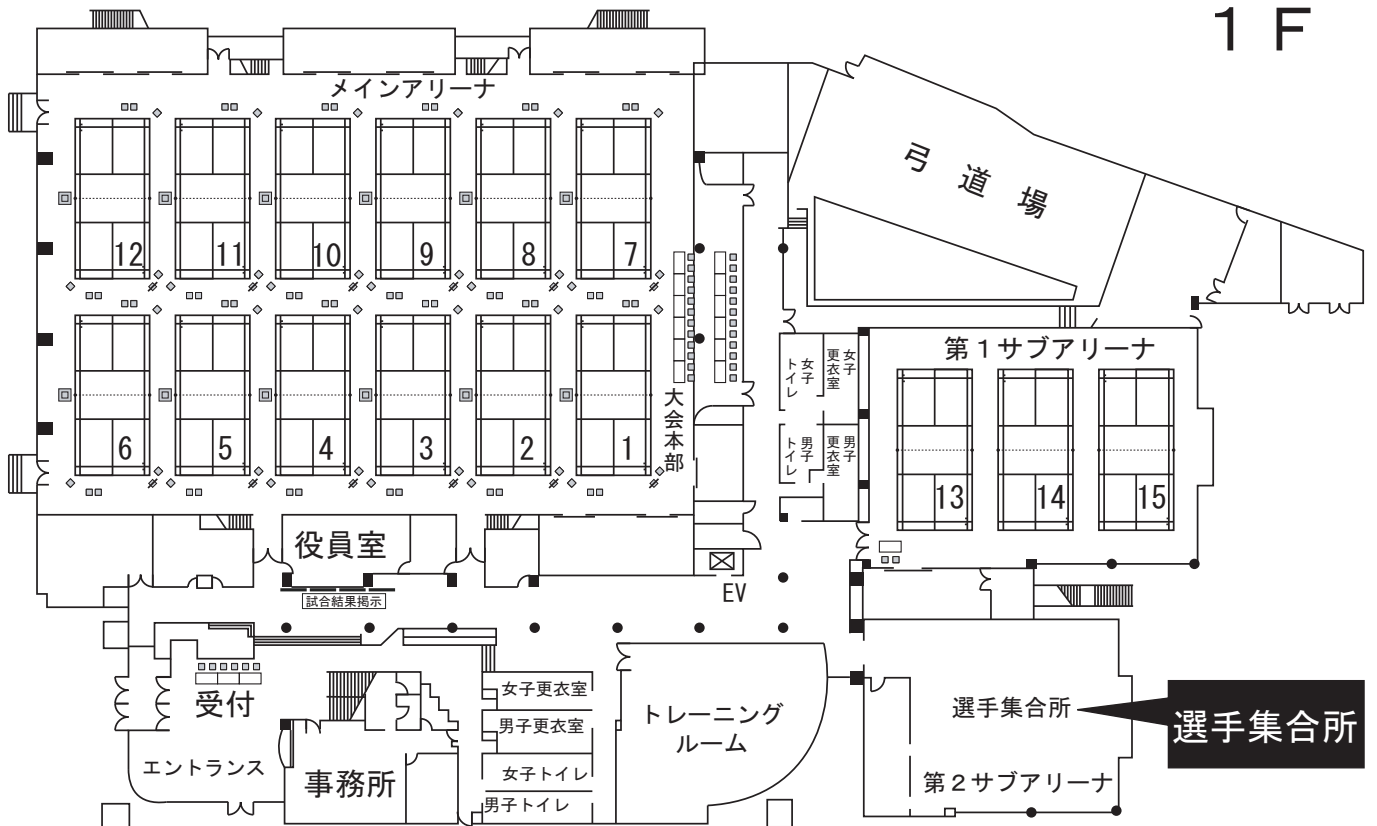 １Ｆ
メインアリーナ
弓道場
12
11
10
9
8
7
第１サブアリーナ
女子
トイレ
女子
更衣室
大会本部
6
5
4
3
2
1
男子
トイレ
男子
更衣室
13
14
15
役員室
試合結果掲示
EV
受付
女子更衣室
男子更衣室
トレーニング
ルーム
選手集合所
選手集合所
エントランス
事務所
女子トイレ
男子トイレ
第２サブアリーナ